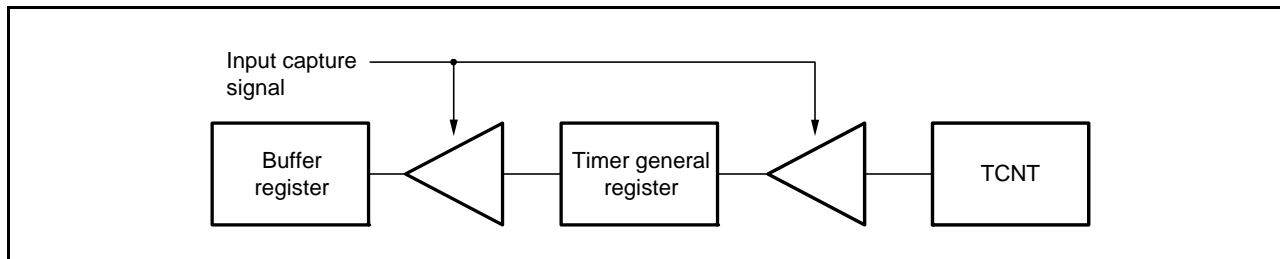 Input capture
signal
Buffer
register
Timer general
register
TCNT